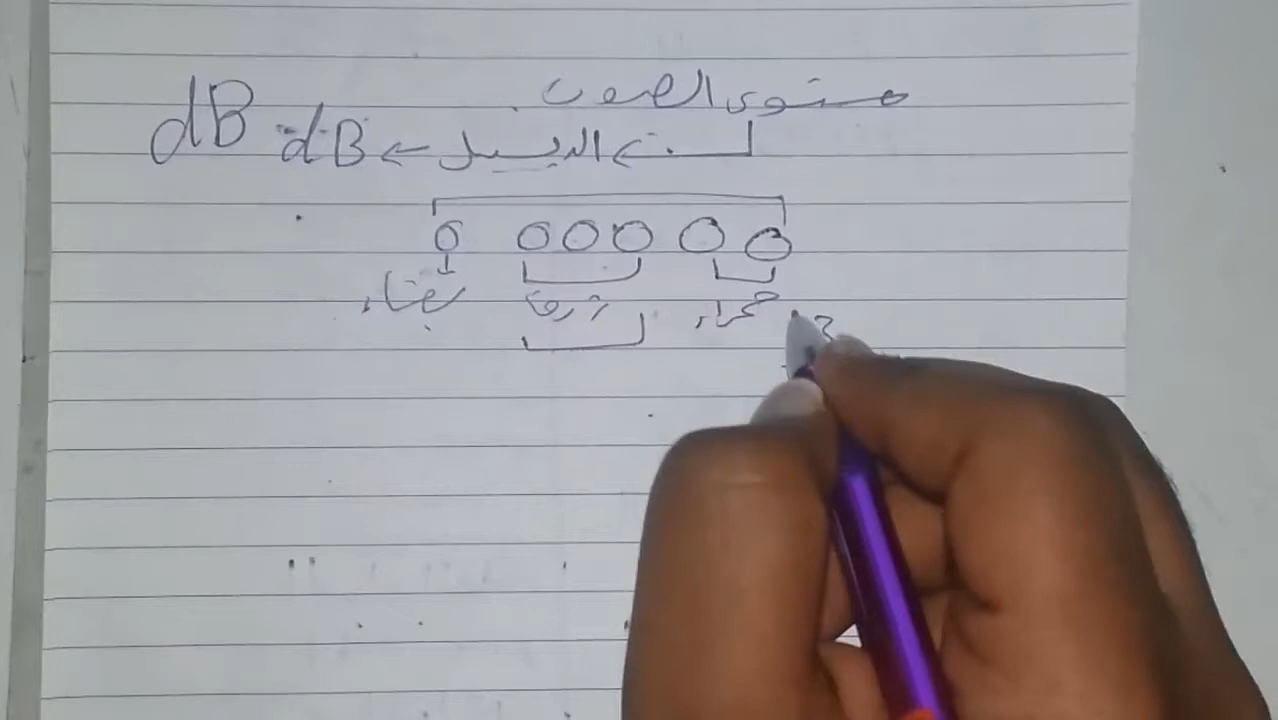 مستوى الصوت
الديسبل ← dB dB
حمراء زرقاء بيضاء